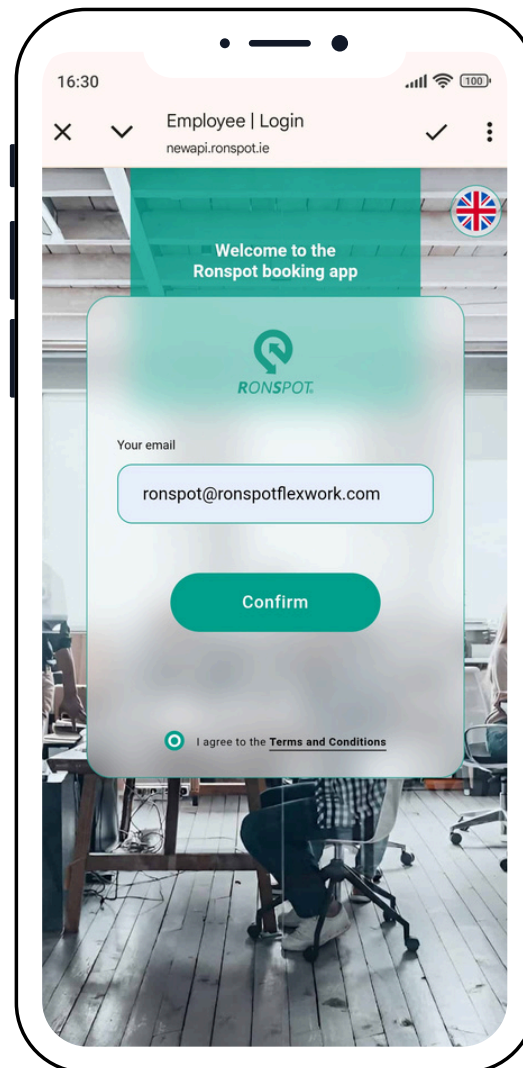 16:30
100
Employee | Login
newapi.ronspot.ie
Welcome to the
Ronspot booking app
RONSPOT
Your email
ronspot@ronspotflexwork.com
Confirm
I agree to the Terms and Conditions